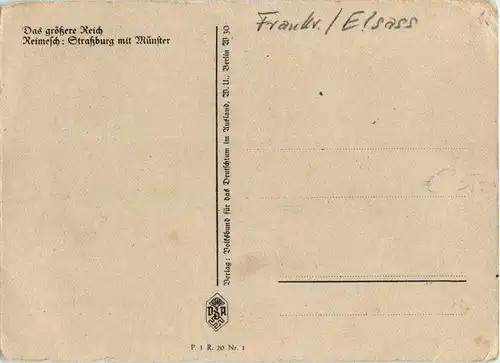 Das größere Reich
Reimesch: Straßburg mit Münster
Frankr./Elsass
Verlag: Volksbund für das Deutschtum im Ausland, W.U., Berlin W 30
VDA
P. 1 R. 20 Nr. 1